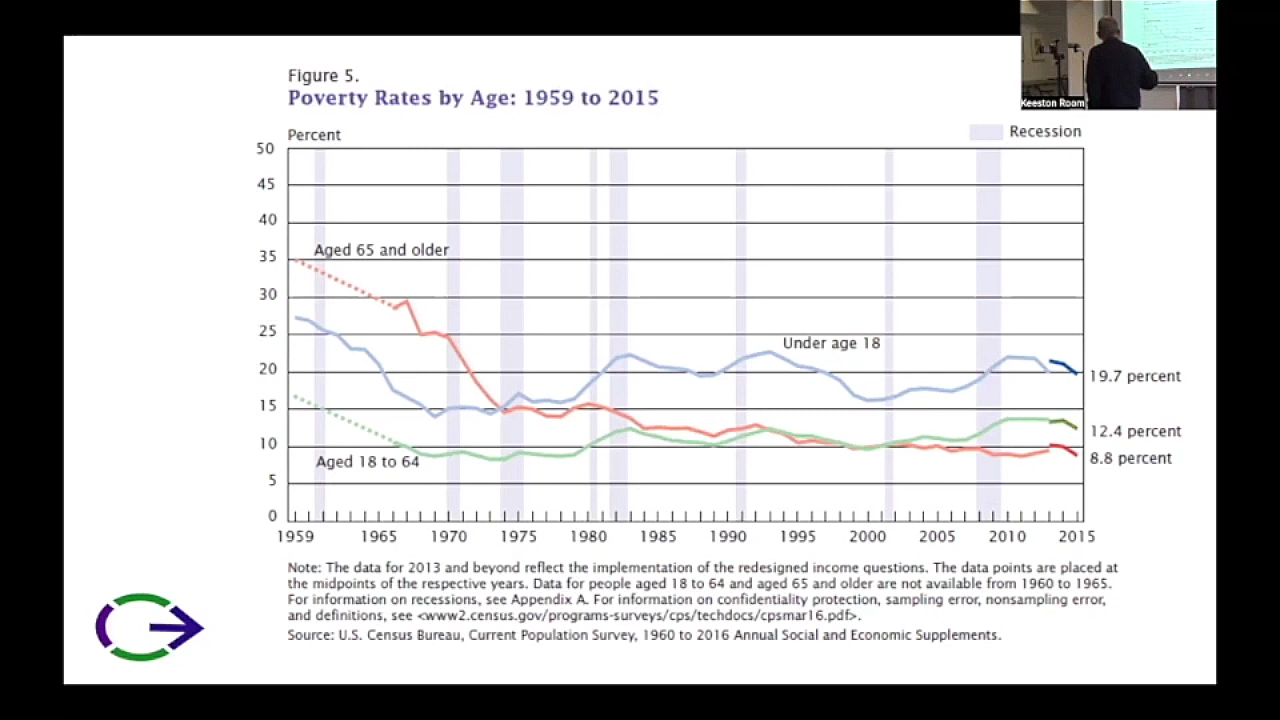 Figure 5.
Poverty Rates by Age: 1959 to 2015
Keeston Room
Percent
Recession
50
45
40
35
30
25
20
15
10
5
0
Aged 65 and older
Under age 18
Aged 18 to 64
19.7 percent
12.4 percent
8.8 percent
1959 1965 1970 1975 1980 1985 1990 1995 2000 2005 2010 2015
Note: The data for 2013 and beyond reflect the implementation of the redesigned income questions. The data points are placed at
the midpoints of the respective years. Data for people aged 18 to 64 and aged 65 and older are not available from 1960 to 1965.
For information on recessions, see Appendix A. For information on confidentiality protection, sampling error, nonsampling error,
and definitions, see <www2.census.gov/programs-surveys/cps/techdocs/cpsmar16.pdf>.
Source: U.S. Census Bureau, Current Population Survey, 1960 to 2016 Annual Social and Economic Supplements.